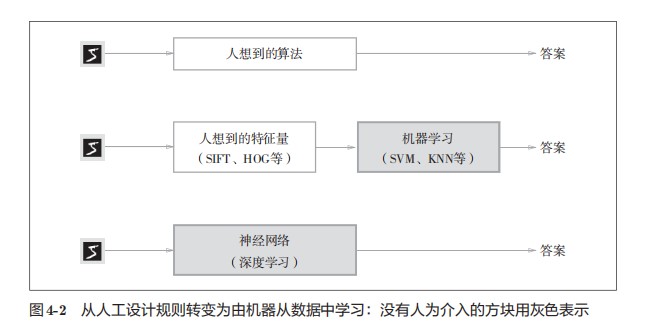 5 人想到的算法 答案
5 人想到的特征量 机器学习
（SIFT、HOG等） （SVM、KNN等） 答案
5 神经网络
（深度学习） 答案
图4-2 从人工设计规则转变为由机器从数据中学习：没有人为介入的方块用灰色表示